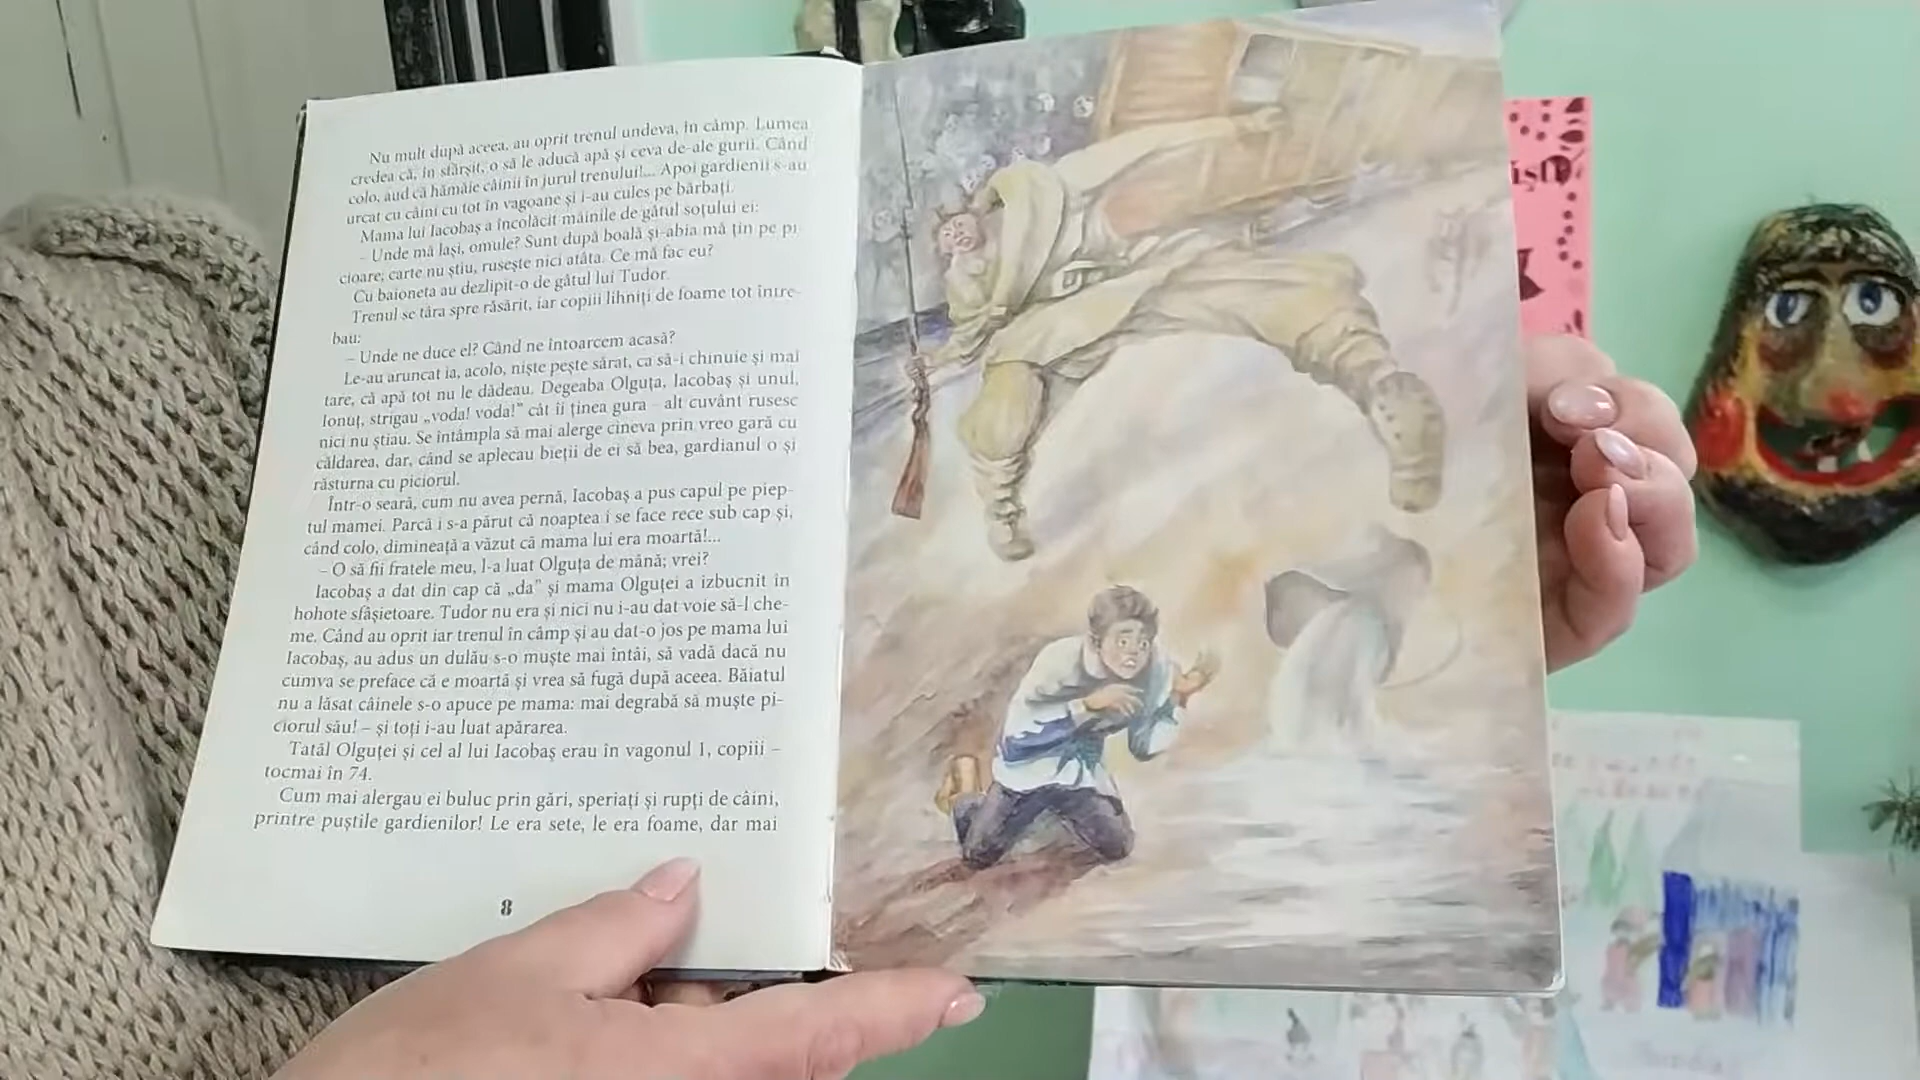 Nu mult după aceea, au oprit trenul undeva, în câmp. Lumea
credea că, în sfârșit, o să le aducă apă și ceva de-ale gurii. Când
colo, aud că hămăie câinii în jurul trenului!... Apoi gardienii s-au
urcat cu câini cu tot în vagoane și i-au cules pe bărbați.
Mama lui Iacobaș a încolăcit mâinile de gâtul soțului ei:
– Unde mă lași, omule? Sunt după boală și-abia mă țin pe pi-
cioare; carte nu știu, rusește nici atâta. Ce mă fac eu?
Cu baioneta au dezlipit-o de gâtul lui Tudor.
Trenul se târa spre răsărit, iar copiii lihniți de foame tot între-
bau:
– Unde ne duce el? Când ne întoarcem acasă?
Le-au aruncat ia, acolo, niște pește sărat, ca să-i chinuie și mai
tare, că apă tot nu le dădeau. Degeaba Olguța, Iacobaș și unul,
Ionuț, strigau „voda! voda!” cât îi ținea gura – alt cuvânt rusesc
nici nu știau. Se întâmpla să mai alerge cineva prin vreo gară cu
căldarea, dar, când se aplecau bieții de ei să bea, gardianul o și
răsturna cu piciorul.
Într-o seară, cum nu avea pernă, Iacobaș a pus capul pe piep-
tul mamei. Parcă i s-a părut că noaptea i se face rece sub cap și,
când colo, dimineață a văzut că mama lui era moartă!...
– O să fii fratele meu, l-a luat Olguța de mână; vrei?
Iacobaș a dat din cap că „da” și mama Olguței a izbucnit în
hohote sfâșietoare. Tudor nu era și nici nu i-au dat voie să-l che-
me. Când au oprit iar trenul în câmp și au dat-o jos pe mama lui
Iacobaș, au adus un dulău s-o muște mai întâi, să vadă dacă nu
cumva se preface că e moartă și vrea să fugă după aceea. Băiatul
nu a lăsat câinele s-o apuce pe mama: mai degrabă să muște pi-
ciorul său! – și toți i-au luat apărarea.
Tatăl Olguței și cel al lui Iacobaș erau în vagonul 1, copiii –
tocmai în 74.
Cum mai alergau ei buluc prin gări, speriați și rupți de câini,
printre puștile gardienilor! Le era sete, le era foame, dar mai
8